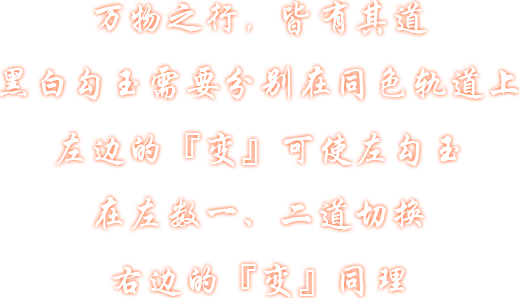 万物之行，皆有其道
黑白勾玉需要分别在同色轨道上
左边的『变』可使左勾玉
在左数一、二道切换
右边的『变』同理